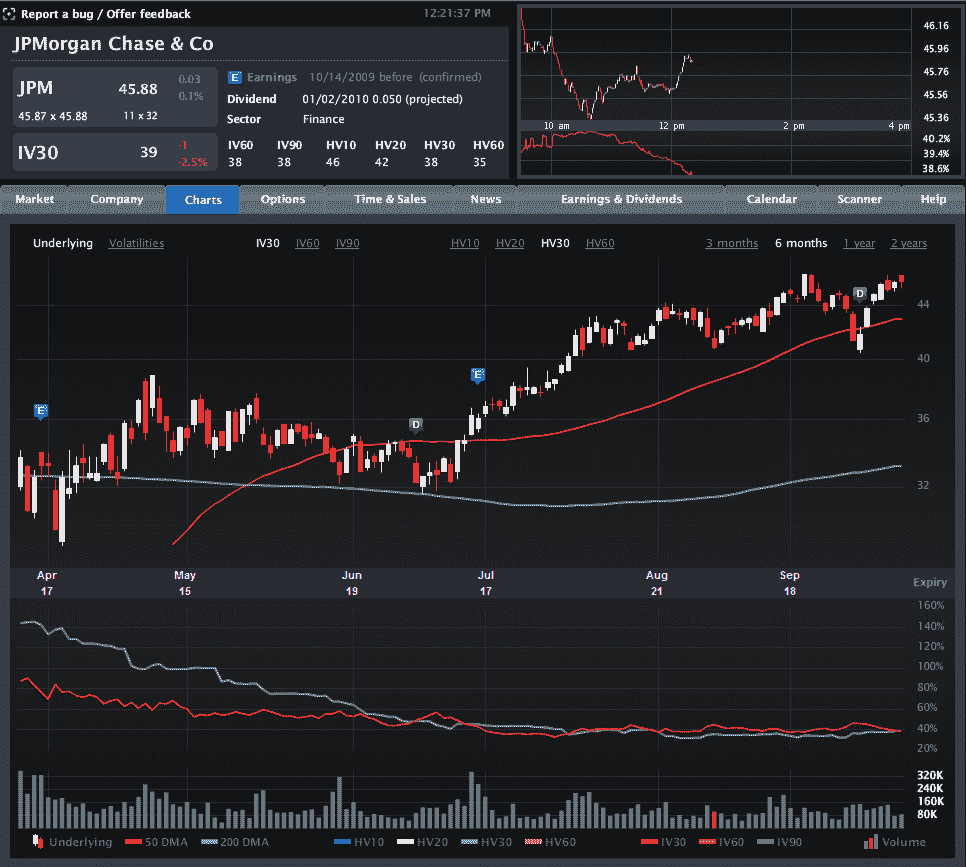 Report a bug / Offer feedback
12:21:37 PM
JPMorgan Chase & Co
JPM 45.88 0.03 0.1%
45.87 x 45.88 11 x 32
IV30 39 -1 -2.5%
E Earnings 10/14/2009 before (confirmed)
Dividend 01/02/2010 0.050 (projected)
Sector Finance
IV60 IV90 HV10 HV20 HV30 HV60
38 38 46 42 38 35
46.16
45.96
45.76
45.56
45.36
10 am 12 pm 2 pm 4 pm
40.2%
39.4%
38.6%
Market Company Charts Options Time & Sales News Earnings & Dividends Calendar Scanner Help
Underlying Volatilities IV30 IV60 IV90 HV10 HV20 HV30 HV60 3 months 6 months 1 year 2 years
D
44
40
E
E
36
D
32
Apr May Jun Jul Aug Sep
17 15 19 17 21 18
Expiry
160%
140%
120%
100%
80%
60%
40%
20%
320K
240K
160K
80K
Underlying 50 DMA 200 DMA HV10 HV20 HV30 HV60 IV30 IV60 IV90 Volume